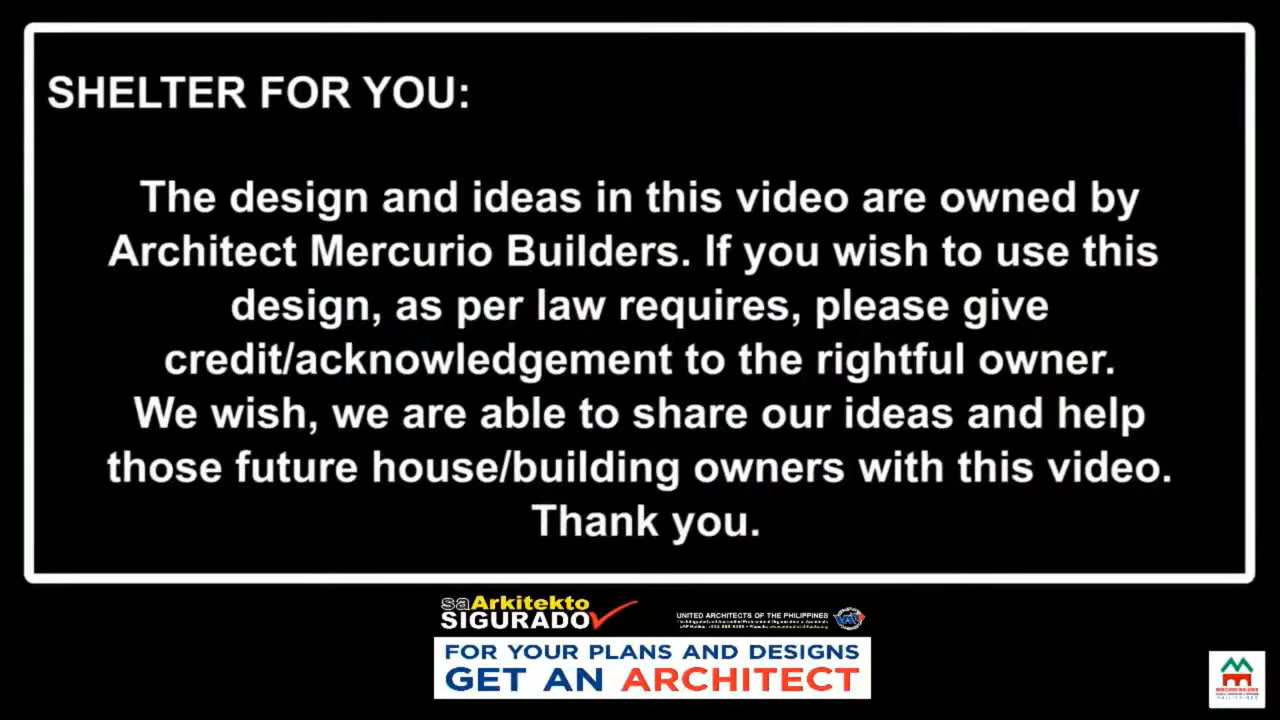 SHELTER FOR YOU:
The design and ideas in this video are owned by
Architect Mercurio Builders. If you wish to use this
design, as per law requires, please give
credit/acknowledgement to the rightful owner.
We wish, we are able to share our ideas and help
those future house/building owners with this video.
Thank you.
saArkitekto
SIGURADO
UNITED ARCHITECTS OF THE PHILIPPINES
FOR YOUR PLANS AND DESIGNS
GET AN ARCHITECT
MERCURIO BUILDERS
PHILIPPINES